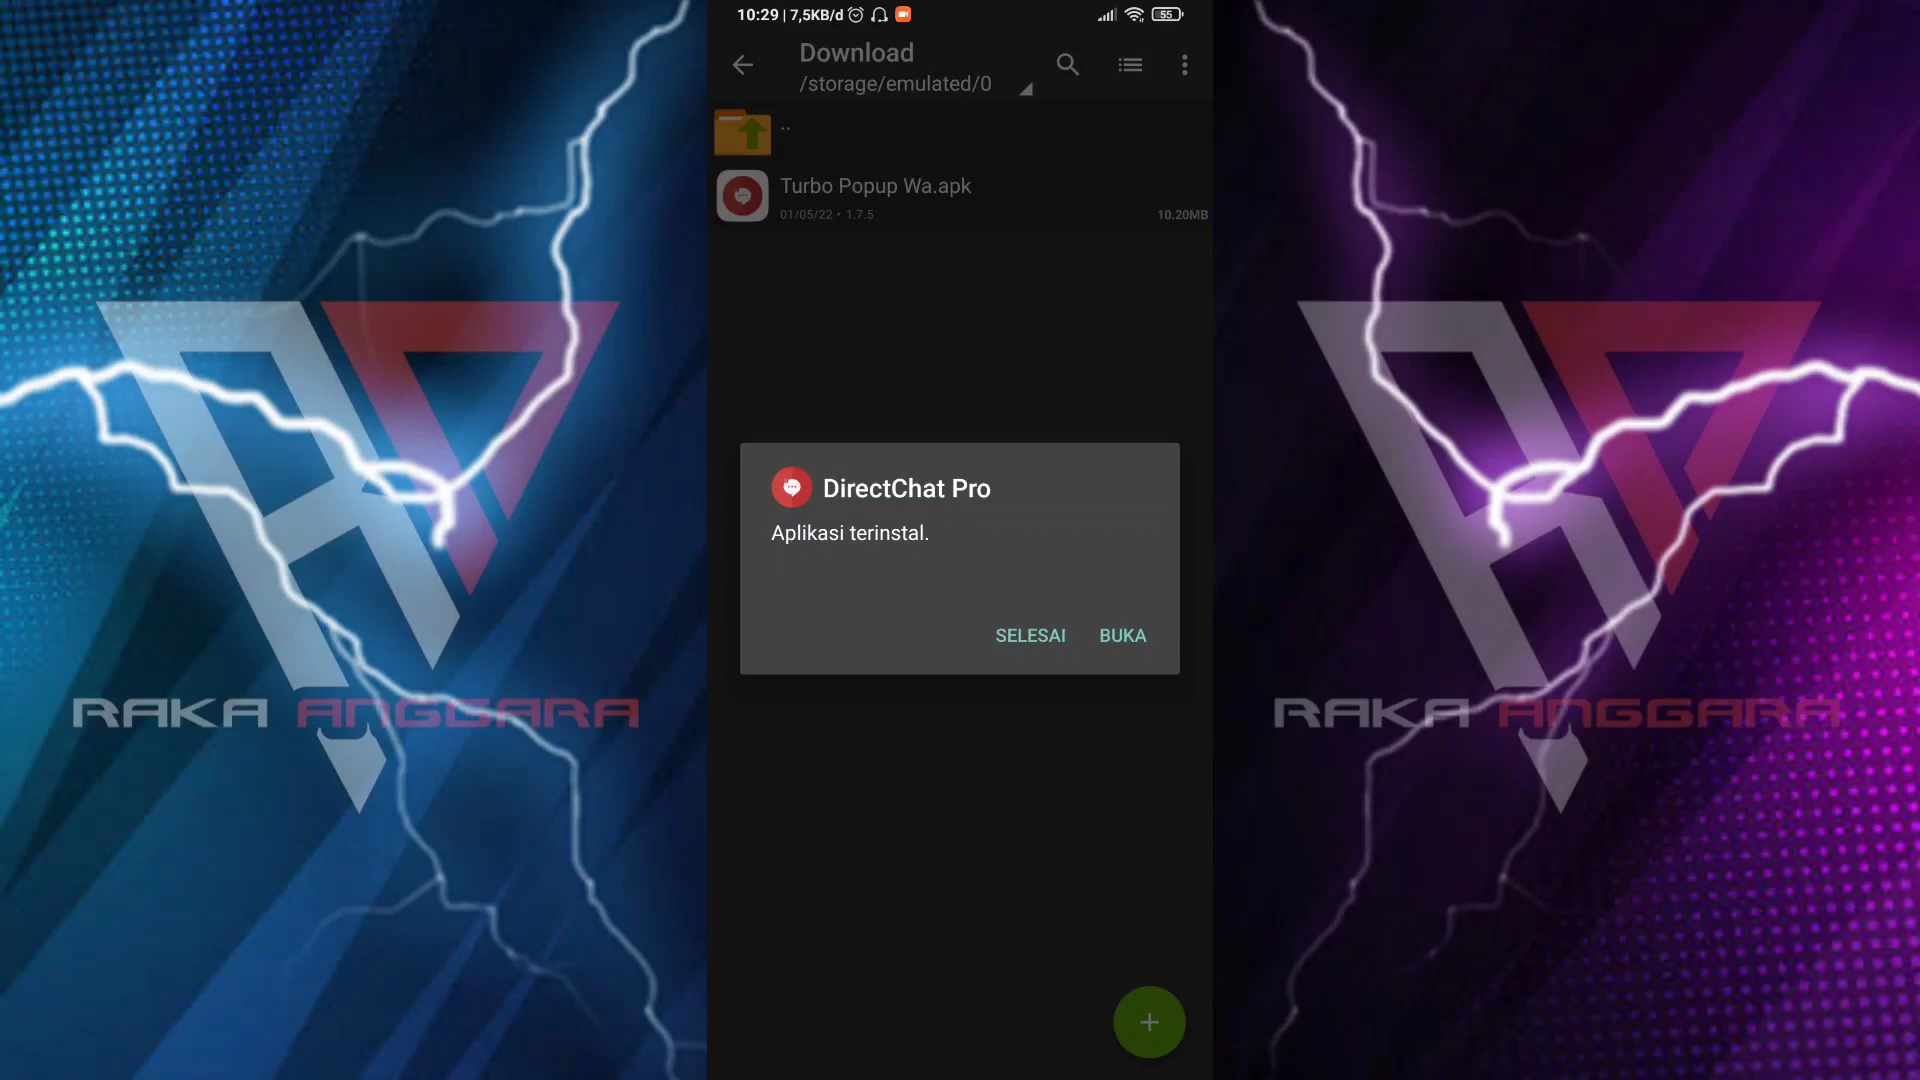 10:29 | 7,5KB/d
55
Download
/storage/emulated/0
..
Turbo Popup Wa.apk
01/05/22 • 1.7.5
10.20MB
DirectChat Pro
Aplikasi terinstal.
SELESAI BUKA
RAKA ANGGARA
RAKA ANGGARA